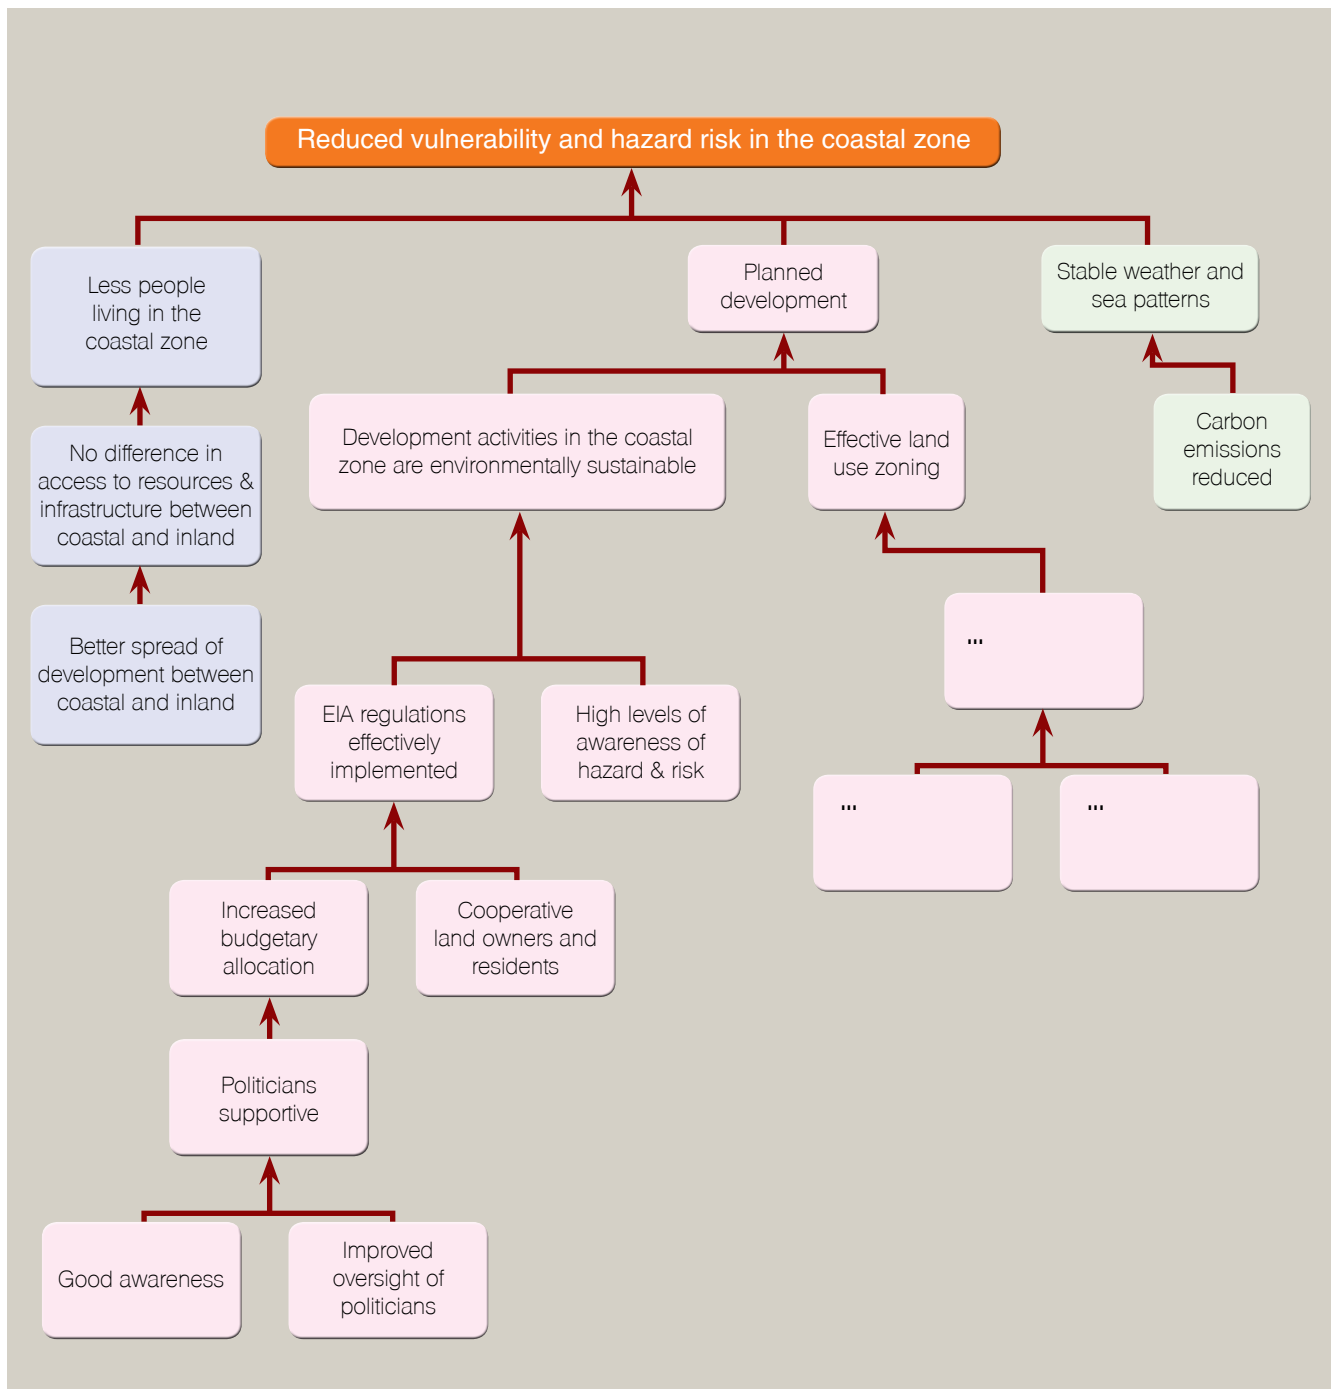 Reduced vulnerability and hazard risk in the coastal zone
Less people
living in the
coastal zone
Planned
development
Stable weather and
sea patterns
No difference in
access to resources &
infrastructure between
coastal and inland
Development activities in the coastal
zone are environmentally sustainable
Effective land
use zoning
Carbon
emissions
reduced
Better spread of
development between
coastal and inland
...
EIA regulations
effectively
implemented
High levels of
awareness of
hazard & risk
...
...
Increased
budgetary
allocation
Cooperative
land owners and
residents
Politicians
supportive
Good awareness
Improved
oversight of
politicians